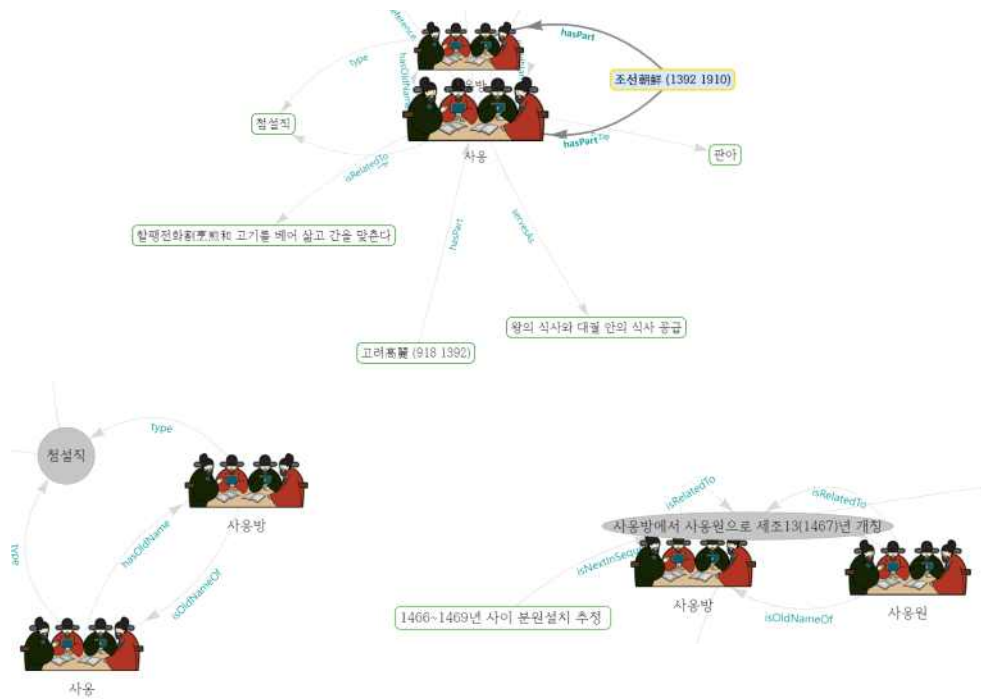 hasPart
조선朝鮮 (1392 1910)
Type
hasOldName
첨설직
hasPart
사옹
판아
isRelatedTo
할팽전화割烹煎和 고기를 베어 삶고 간을 맞춘다
hasPart
servesAs
왕의 식사와 대궐 안의 식사 공급
고려高麗 (918 1392)
type
첨설직
사옹방
hasOldName
type
isOldNameOf
사옹
isRelatedTo
isRelatedTo
사옹방에서 사옹원으로 세조13(1467)년 개칭
사옹방
사옹원
isOldNameOf
1466~1469년 사이 분원설치 추정